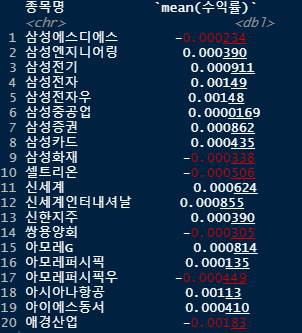 종목명 `mean(수익률)`
<chr> <dbl>
1 삼성에스디에스 -0.000234
2 삼성엔지니어링 0.000390
3 삼성전기 0.000911
4 삼성전자 0.00149
5 삼성전자우 0.00148
6 삼성중공업 0.0000169
7 삼성증권 0.000862
8 삼성카드 0.000435
9 삼성화재 -0.000338
10 셀트리온 -0.000506
11 신세계 0.000624
12 신세계인터내셔날 0.000855
13 신한지주 0.000390
14 쌍용양회 -0.000305
15 아모레G 0.000814
16 아모레퍼시픽 0.000135
17 아모레퍼시픽우 -0.000449
18 아시아나항공 0.00113
19 아이에스동서 0.000410
20 애경산업 -0.00183